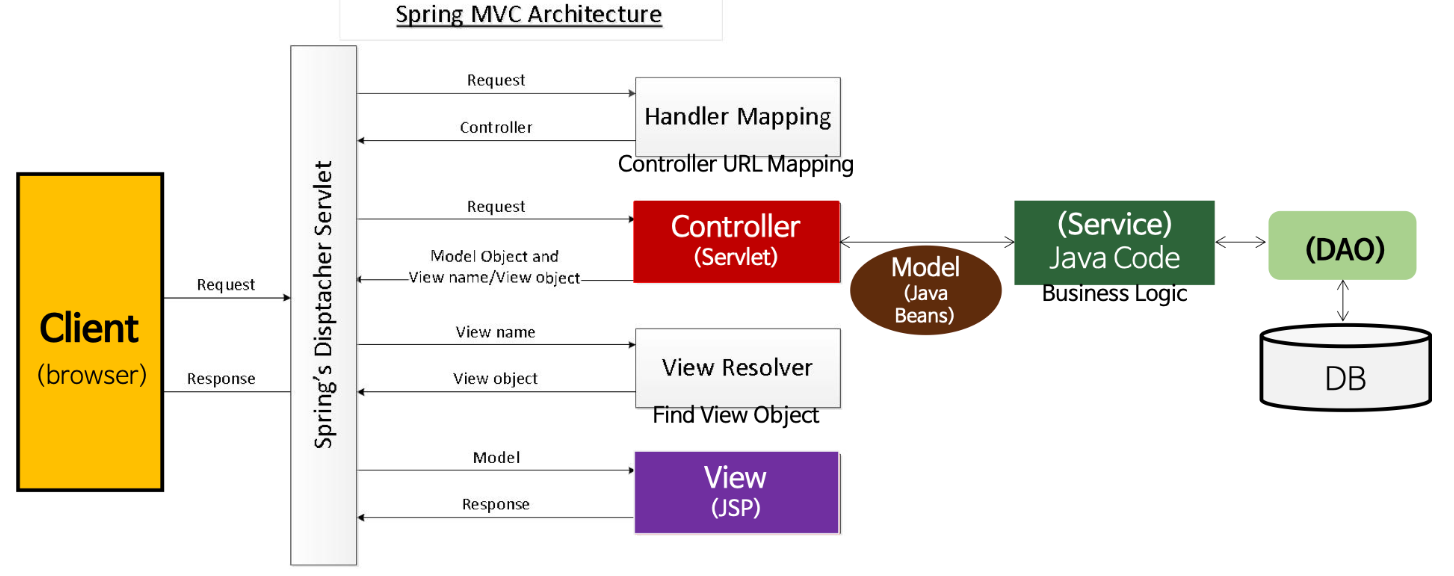 Spring MVC Architecture
Request
Handler Mapping
Controller
Controller URL Mapping
Spring's Disptacher Servlet
Request
Controller
(Servlet)
Model Object and
View name/View object
Model
(Java
Beans)
(Service)
Java Code
Business Logic
(DAO)
DB
Client
(browser)
Request
Response
View name
View Resolver
View object
Find View Object
Model
View
(JSP)
Response